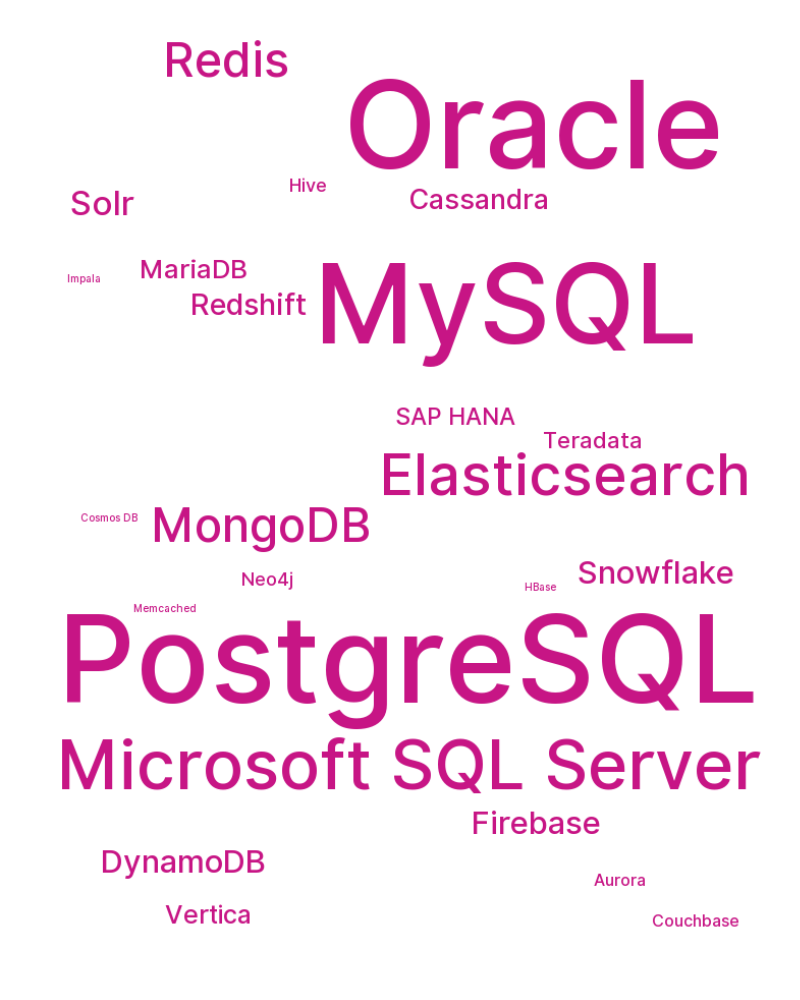 Redis
Oracle
Hive
Solr
Cassandra
MariaDB
Impala
Redshift
MySQL
SAP HANA
Teradata
Elasticsearch
Cosmos DB
MongoDB
Neo4j
Snowflake
HBase
Memcached
PostgreSQL
Microsoft SQL Server
Firebase
DynamoDB
Aurora
Vertica
Couchbase